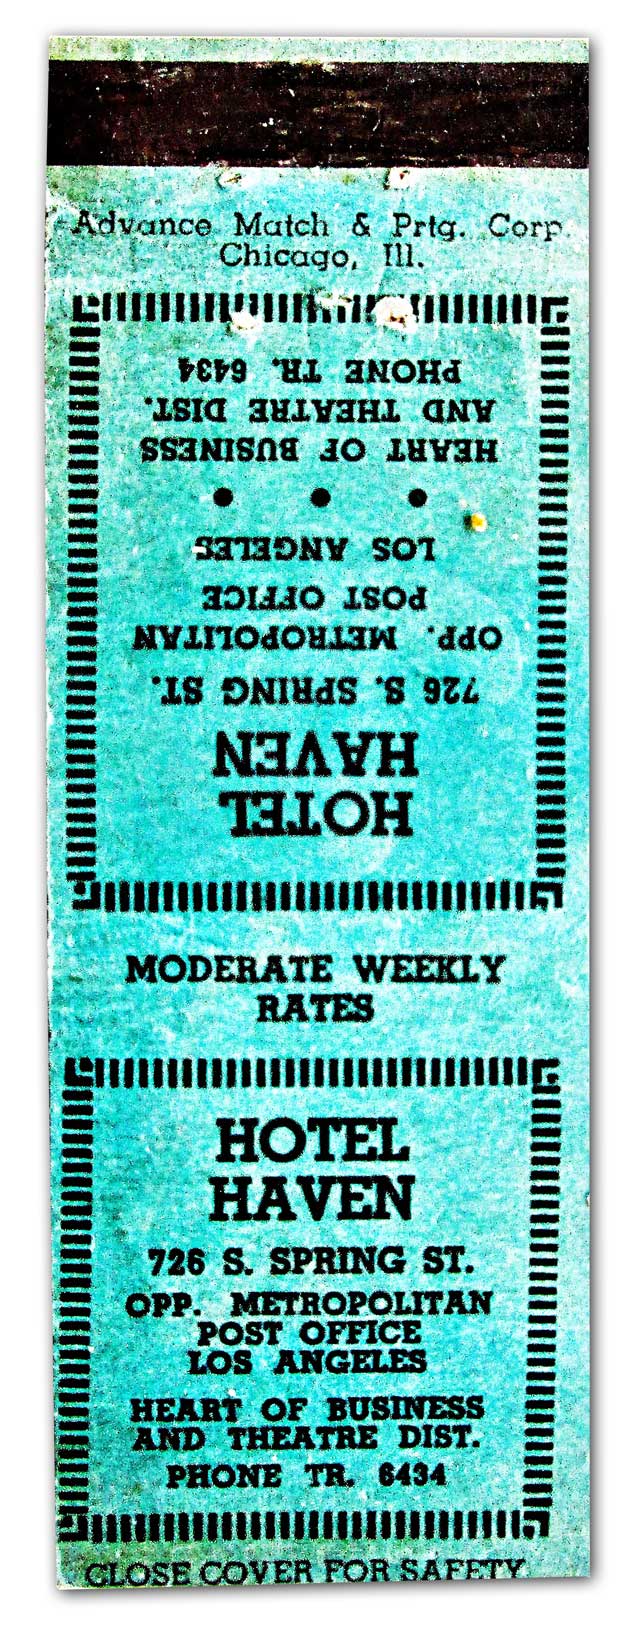 Advance Match & Prtg. Corp.
Chicago, Ill.
HOTEL
HAVEN
726 S. SPRING ST.
OPP. METROPOLITAN
POST OFFICE
LOS ANGELES
• • •
HEART OF BUSINESS
AND THEATRE DIST.
PHONE TR. 6434
MODERATE WEEKLY
RATES
HOTEL
HAVEN
726 S. SPRING ST.
OPP. METROPOLITAN
POST OFFICE
LOS ANGELES
HEART OF BUSINESS
AND THEATRE DIST.
PHONE TR. 6434
CLOSE COVER FOR SAFETY